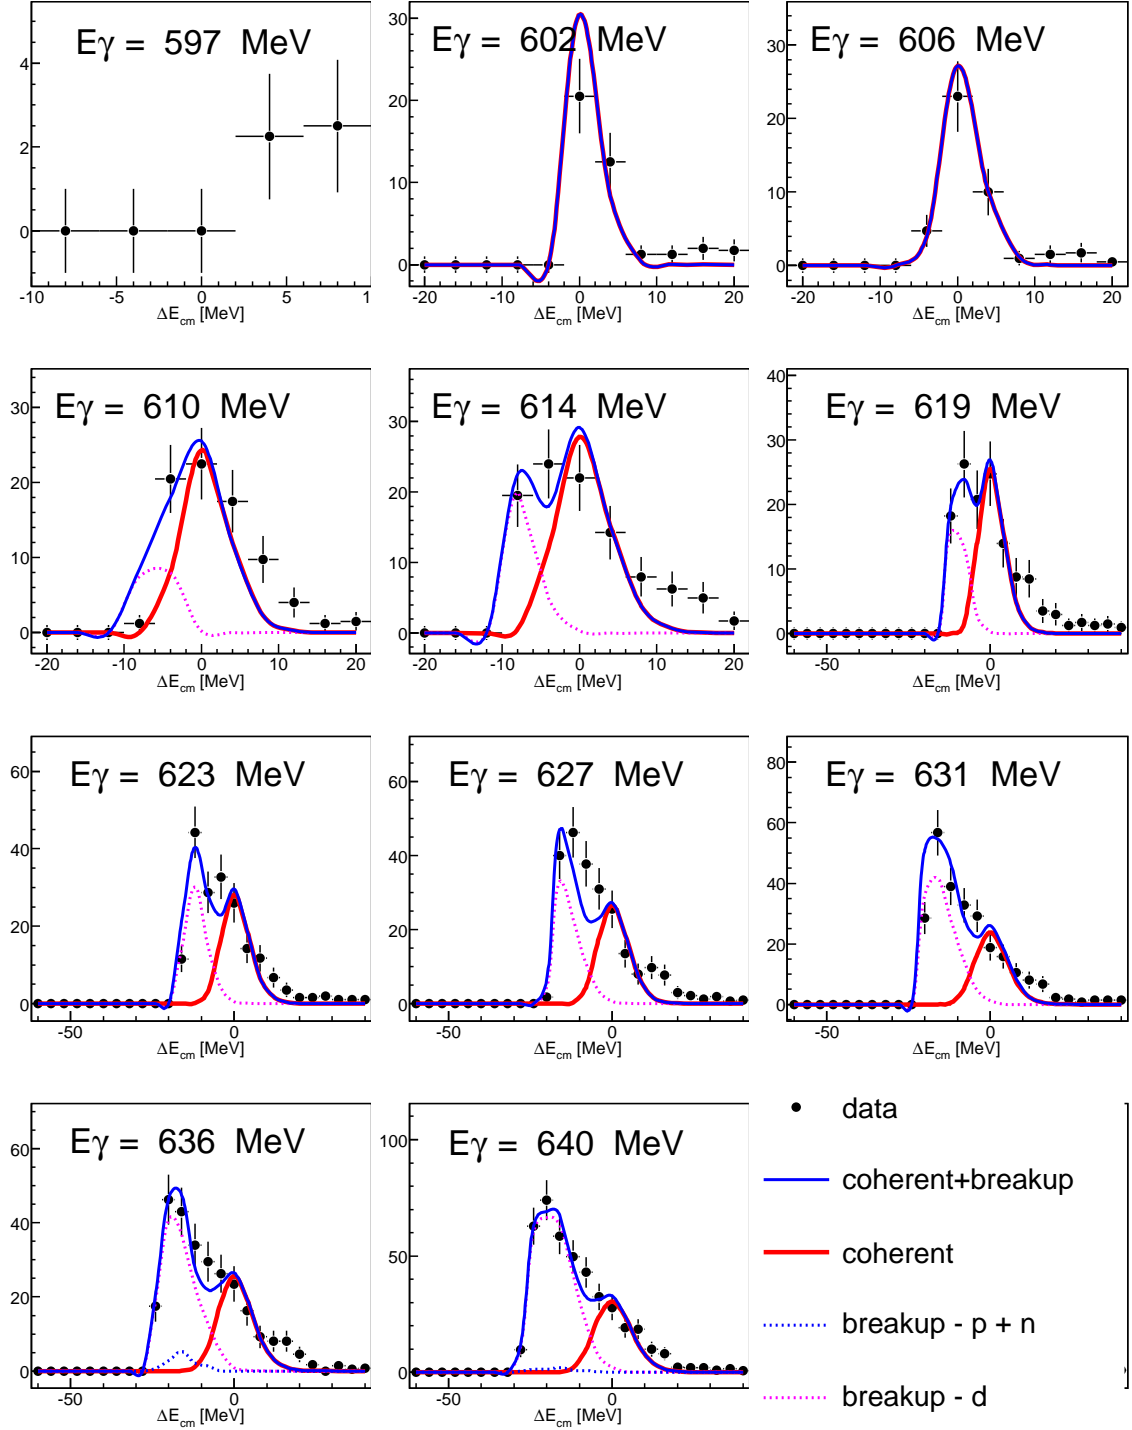 Eγ = 597 MeV
4
2
0
-10 -5 0 5 1
ΔEcm [MeV]
Eγ = 602 MeV
30
20
10
0
-20 -10 0 10 20
ΔEcm [MeV]
Eγ = 606 MeV
30
20
10
0
-20 -10 0 10 20
ΔEcm [MeV]
Eγ = 610 MeV
30
20
10
0
-20 -10 0 10 20
ΔEcm [MeV]
Eγ = 614 MeV
30
20
10
0
-20 -10 0 10 20
ΔEcm [MeV]
Eγ = 619 MeV
40
30
20
10
0
-50 0
ΔEcm [MeV]
Eγ = 623 MeV
60
40
20
0
-50 0
ΔEcm [MeV]
Eγ = 627 MeV
60
40
20
0
-50 0
ΔEcm [MeV]
Eγ = 631 MeV
80
60
40
20
0
-50 0
ΔEcm [MeV]
Eγ = 636 MeV
60
40
20
0
-50 0
ΔEcm [MeV]
Eγ = 640 MeV
100
50
0
-50 0
ΔEcm [MeV]
data
coherent+breakup
coherent
breakup - p + n
breakup - d